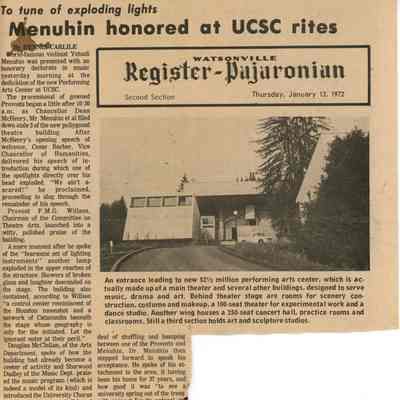 To tune of exploding lights
Menuhin honored at UCSC rites
By DENNIS CARLILE
World-famous violinist Yehudi
Menuhin was presented with an
honorary doctorate in music
yesterday morning at the
dedication of the new Performing
Arts Center at UCSC.
The processional of gowned
Provosts began a little after 10:30
a.m. as Chancellor Dean
McHenry, Mr. Menuhin et al filed
down aisle 3 of the new polygonal
theatre building. After
McHenry's opening speech of
welcome, Cesar Barber, Vice
Chancellor of Humanities,
delivered his speech of in-
troduction during which one of
the spotlights directly over his
head exploded. "We ain't a-
scared!" he proclaimed,
proceeding to slog through the
remainder of his speech.
Provost F.M.G. Willson,
Chairman of the Committee on
Theatre Arts, launched into a
witty, polished praise of the
building.
A mere moment after he spoke
of the "fearsome set of lighting
instruments" another lamp
exploded in the upper reaches of
the structure. Showers of broken
glass and laughter descended on
the stage. The building also
contained, according to Willson
"a control center reminiscent of
the Houston mountain and a
network of Catacombs beneath
the stage whose geography is
only for the initiated. Let the
ignorant enter at their peril."
Douglas McClellan, of the Arts
Department, spoke of how the
building had already become a
center of activity and Sherwood
Dudley of the Music Dept. prais-
ed the music program (which is
indeed a model of its kind) and
introduced the University Chorus
WATSONVILLE
Register-Pajaronian
Second Section Thursday, January 13, 1972
An entrance leading to new $2½ million performing arts center, which is ac-
tually made up of a main theater and several other buildings, designed to serve
music, drama and art. Behind theater stage are rooms for scenery con-
struction, costume and makeup, a 100-seat theater for experimental work and a
dance studio. Another wing houses a 250-seat concert hall, practice rooms and
classrooms. Still a third section holds art and sculpture studios.
deal of shuffling and bumping
between one of the Provosts and
Menuhin, Dr. Menuhin then
stepped forward to speak his
acceptance. He spoke of his at-
tachment to the area, it having
been his home for 37 years, and
how good it was "to see a
university spring out of the trees